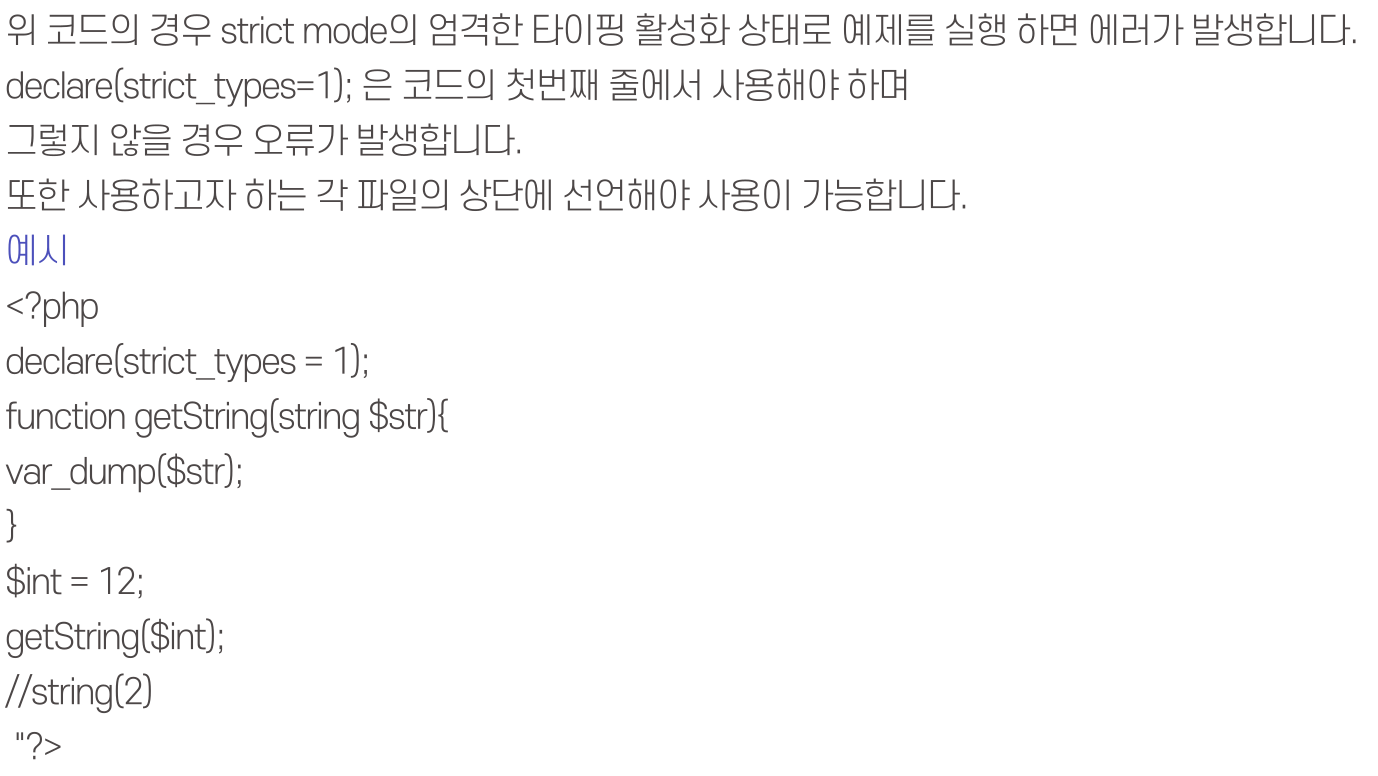 위 코드의 경우 strict mode의 엄격한 타이핑 활성화 상태로 예제를 실행 하면 에러가 발생합니다.
declare(strict_types=1); 은 코드의 첫번째 줄에서 사용해야 하며
그렇지 않을 경우 오류가 발생합니다.
또한 사용하고자 하는 각 파일의 상단에 선언해야 사용이 가능합니다.
예시
<?php
declare(strict_types = 1);
function getString(string $str){
var_dump($str);
}
$int = 12;
getString($int);
//string(2)
"?>